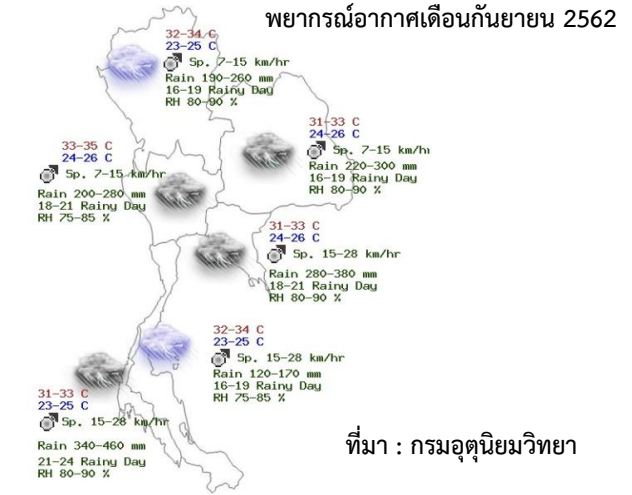 พยากรณ์อากาศเดือนกันยายน 2562
32-34 C
23-25 C
Sp. 7-15 km/hr
Rain 190-260 mm
16-19 Rainy Day
RH 80-90 %
31-33 C
24-26 C
Sp. 7-15 km/hr
Rain 220-300 mm
16-19 Rainy Day
RH 80-90 %
33-35 C
24-26 C
Sp. 7-15 km/hr
Rain 200-280 mm
18-21 Rainy Day
RH 75-85 %
31-33 C
24-26 C
Sp. 15-28 km/hr
Rain 280-380 mm
18-21 Rainy Day
RH 80-90 %
32-34 C
23-25 C
Sp. 15-28 km/hr
Rain 120-170 mm
16-19 Rainy Day
RH 75-85 %
31-33 C
23-25 C
Sp. 15-28 km/hr
Rain 340-460 mm
21-24 Rainy Day
RH 80-90 %
ที่มา : กรมอุตุนิยมวิทยา